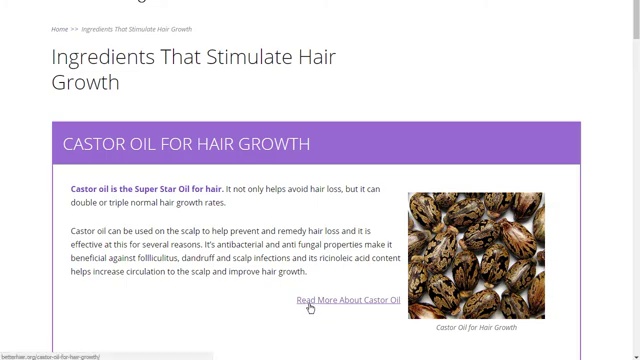 Home >> Ingredients That Stimulate Hair Growth
Ingredients That Stimulate Hair
Growth
CASTOR OIL FOR HAIR GROWTH
Castor oil is the Super Star Oil for hair. It not only helps avoid hair loss, but it can
double or triple normal hair growth rates.
Castor oil can be used on the scalp to help prevent and remedy hair loss and it is
effective at this for several reasons. It's antibacterial and anti fungal properties make it
beneficial against folliculitus, dandruff and scalp infections and its ricinoleic acid content
helps increase circulation to the scalp and improve hair growth.
Read More About Castor Oil
Castor Oil for Hair Growth
betterhair.org/castor-oil-for-hair-growth/